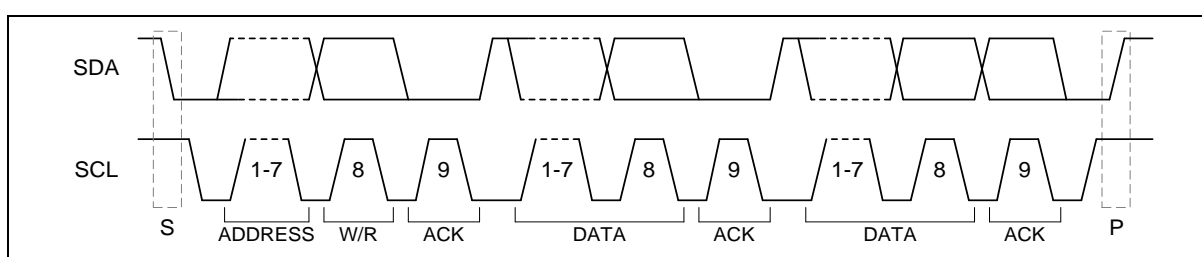 SDA
SCL
1-7 8 9 1-7 8 9 1-7 8 9
S ADDRESS W/R ACK DATA ACK DATA ACK P